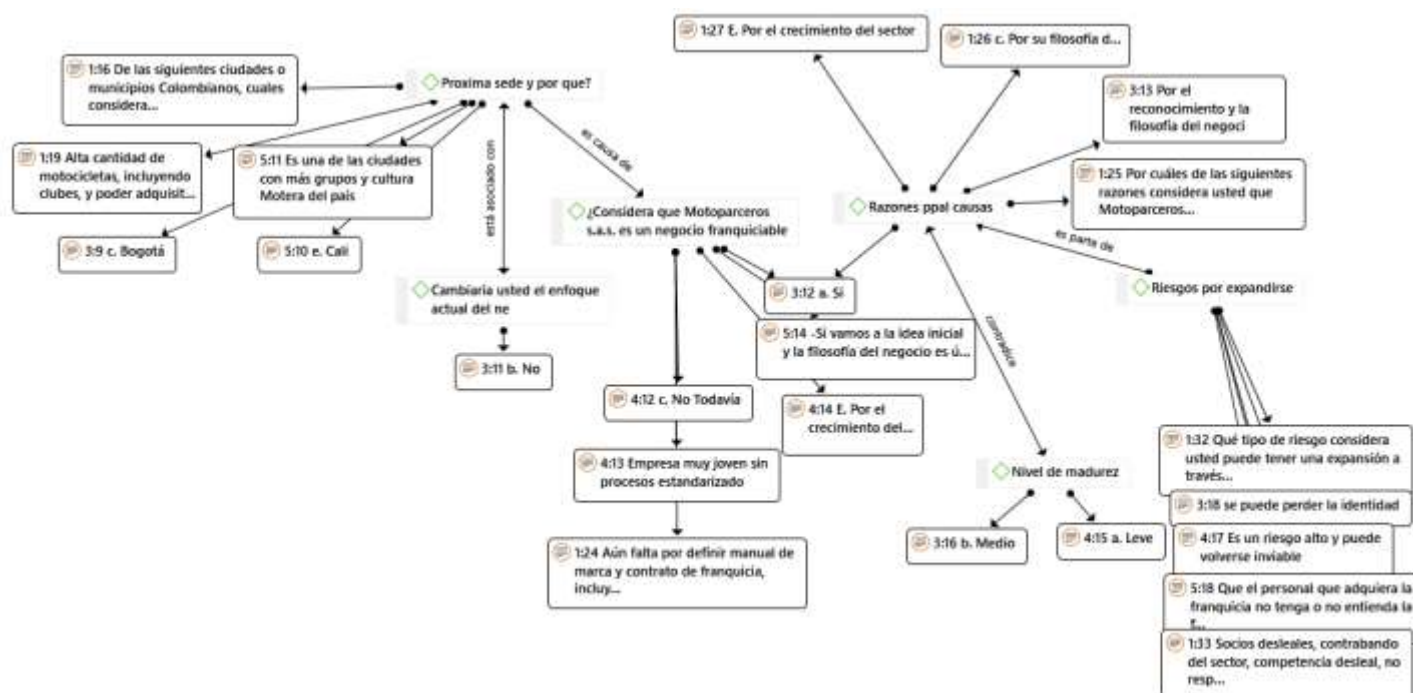 1:27 E. Por el crecimiento del sector
1:26 c. Por su filosofía d...
1:16 De las siguientes ciudades o
municipios Colombianos, cuales
considera...
Proxima sede y por que?
3:13 Por el
reconocimiento y la
filosofía del negoci
1:19 Alta cantidad de
motocicletas, incluyendo
clubes, y poder adquisit...
5:11 Es una de las ciudades
con más grupos y cultura
Motera del país
está asociado con
es causa de
1:25 Por cuáles de las siguientes
razones considera usted que
Motoparceros...
¿Considera que Motoparceros
s.a.s. es un negocio franquiciable
Razones ppal causas
3:9 c. Bogotá
5:10 e. Cali
es parte de
Cambiaria usted el enfoque
actual del ne
3:12 a. Sí
Riesgos por expandirse
contradice
5:14 -Si vamos a la idea inicial
y la filosofía del negocio es ú...
3:11 b. No
4:12 c. No Todavía
4:14 E. Por el
crecimiento del...
1:32 Qué tipo de riesgo considera
usted puede tener una expansión a
través...
4:13 Empresa muy joven sin
procesos estandarizado
Nivel de madurez
3:18 se puede perder la identidad
3:16 b. Medio
4:15 a. Leve
4:17 Es un riesgo alto y puede
volverse inviable
1:24 Aún falta por definir manual de
marca y contrato de franquicia,
incluy...
5:18 Que el personal que adquiera la
franquicia no tenga o no entienda la
f...
1:33 Socios desleales, contrabando
del sector, competencia desleal, no
resp...